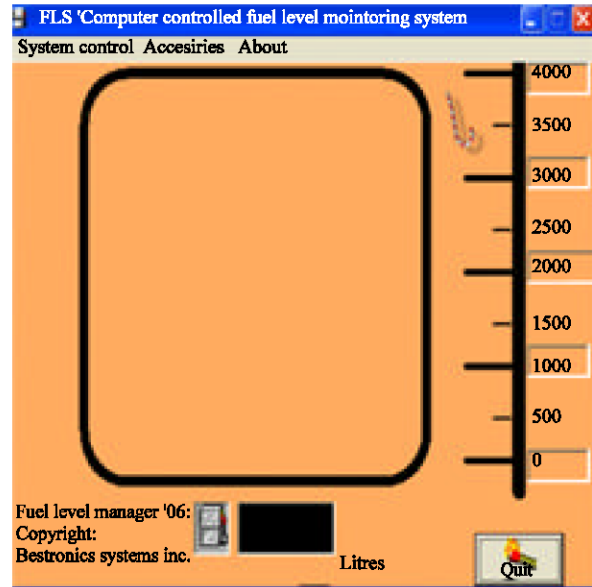 FLS 'Computer controlled fuel level mointoring system
System control Accesiries About
4000
3500
3000
2500
2000
1500
1000
500
0
Fuel level manager '06:
Copyright:
Bestronics systems inc.
Litres
Quit